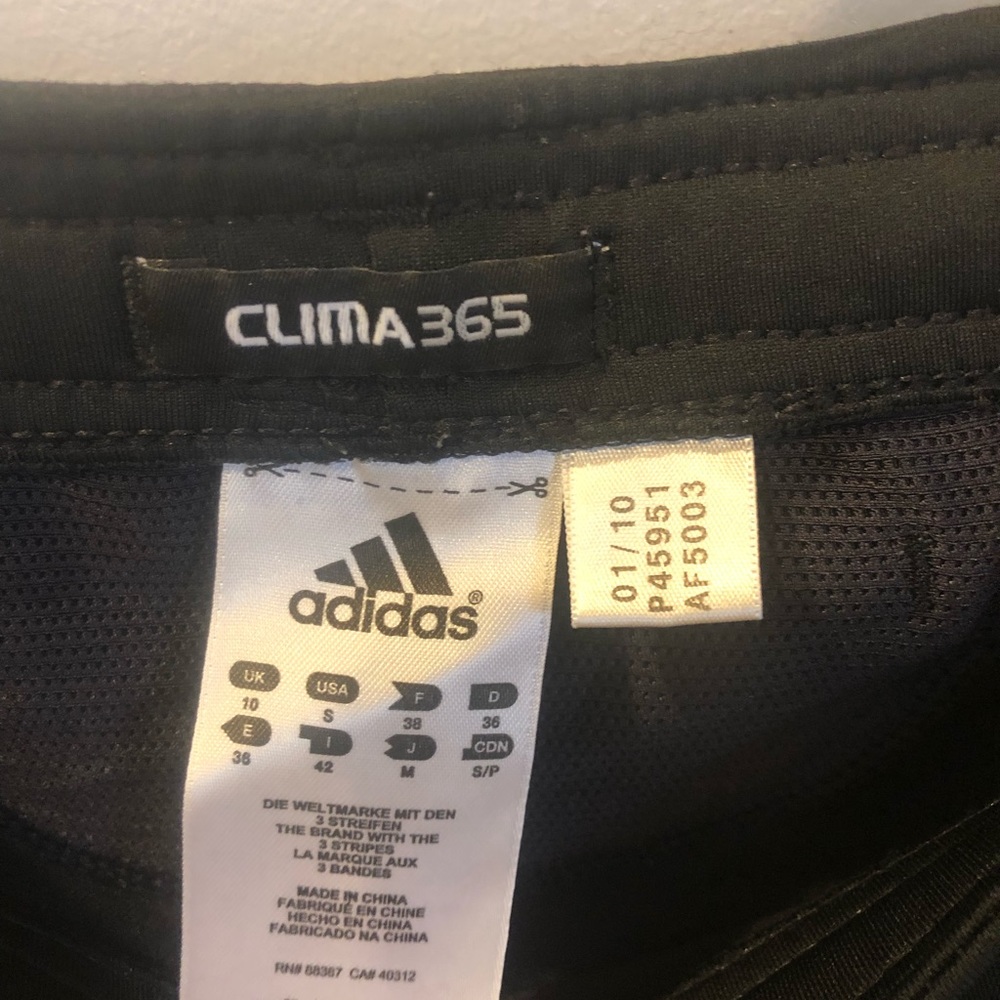 CLIMA365
01/10
P45951
AF5003
adidas®
UK USA F D
10 S 38 36
E I J CDN
38 42 M S/P
DIE WELTMARKE MIT DEN
3 STREIFEN
THE BRAND WITH THE
3 STRIPES
LA MARQUE AUX
3 BANDES
MADE IN CHINA
FABRIQUÉ EN CHINE
HECHO EN CHINA
FABRICADO NA CHINA
RN# 88387 CA# 40312